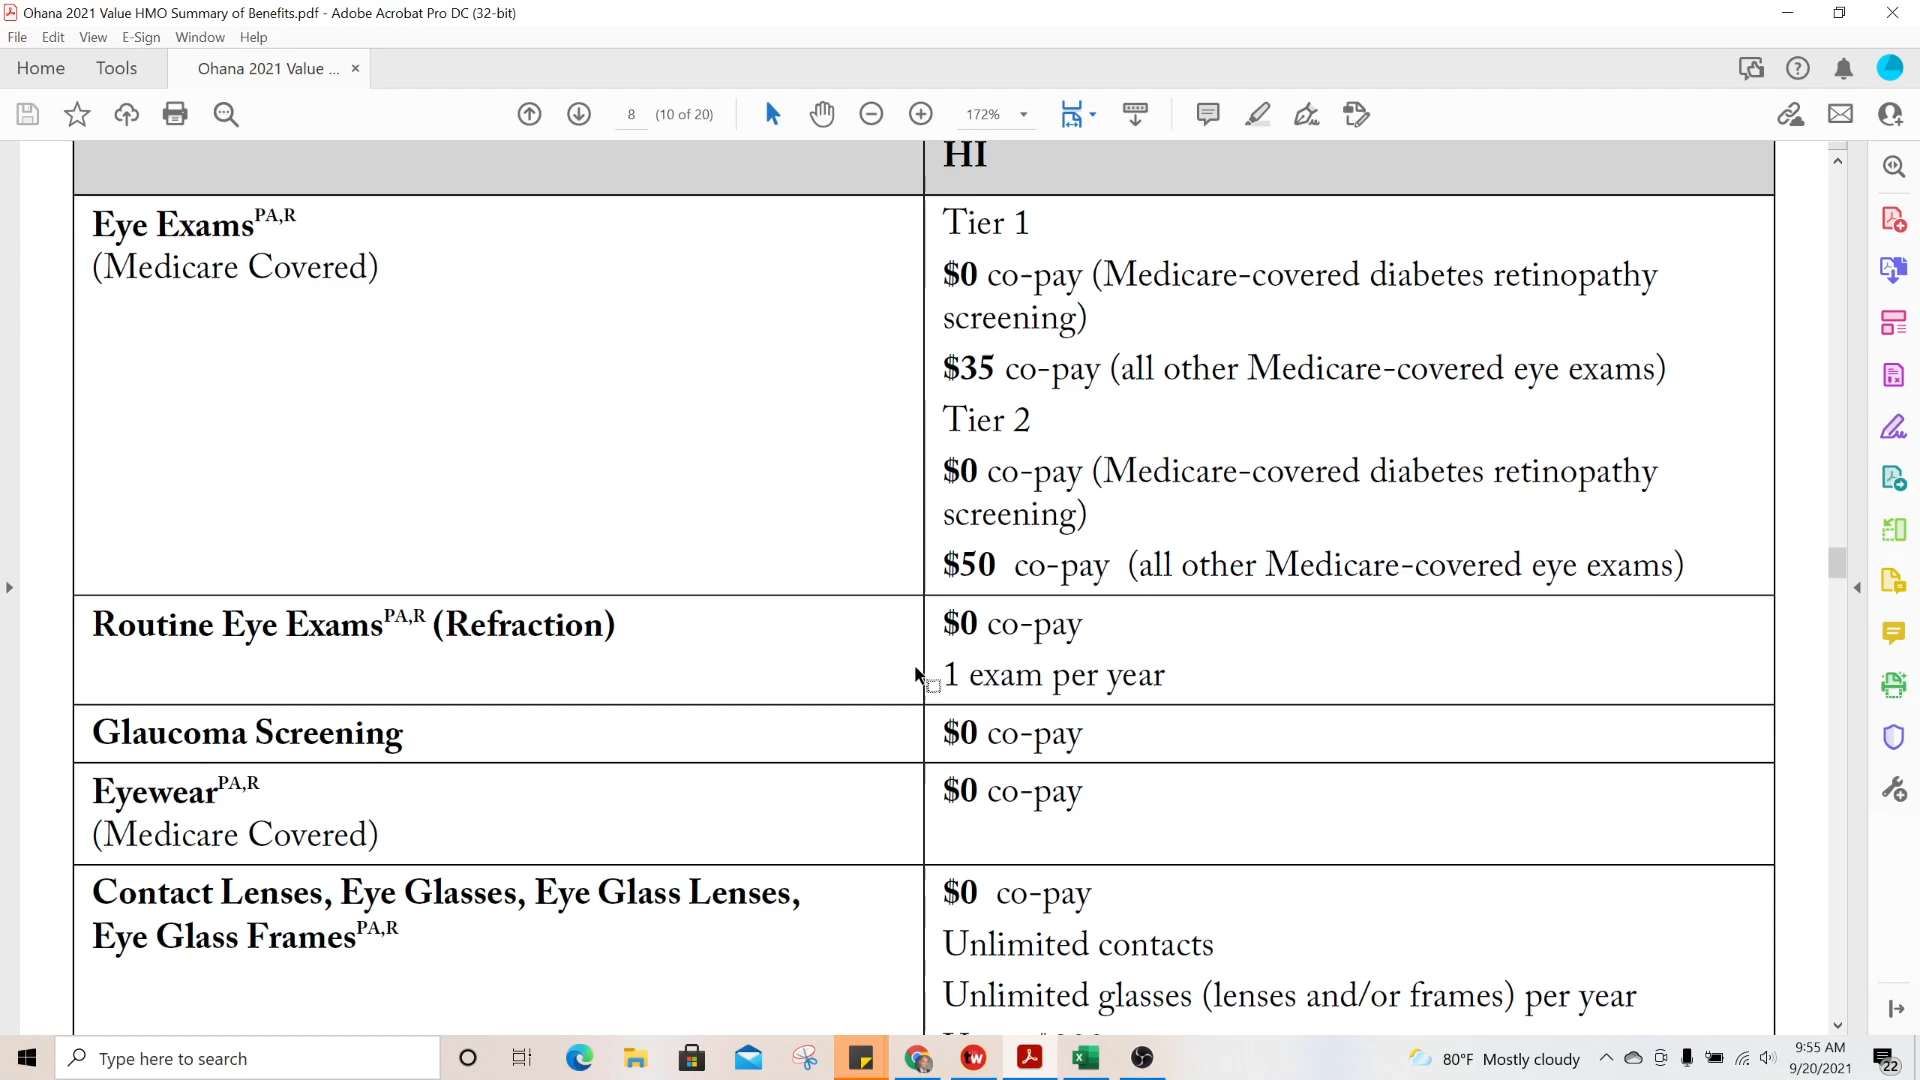 Ohana 2021 Value HMO Summary of Benefits.pdf - Adobe Acrobat Pro DC (32-bit)
File Edit View E-Sign Window Help
Home Tools Ohana 2021 Value ... ×
8 (10 of 20) 172%
HI
Eye Exams PA,R
(Medicare Covered)
Tier 1
$0 co-pay (Medicare-covered diabetes retinopathy
screening)
$35 co-pay (all other Medicare-covered eye exams)
Tier 2
$0 co-pay (Medicare-covered diabetes retinopathy
screening)
$50 co-pay (all other Medicare-covered eye exams)
Routine Eye Exams PA,R (Refraction)
$0 co-pay
1 exam per year
Glaucoma Screening
$0 co-pay
Eyewear PA,R
(Medicare Covered)
$0 co-pay
Contact Lenses, Eye Glasses, Eye Glass Lenses,
Eye Glass Frames PA,R
$0 co-pay
Unlimited contacts
Unlimited glasses (lenses and/or frames) per year
Type here to search
tw
80°F Mostly cloudy
9:55 AM
9/20/2021
22